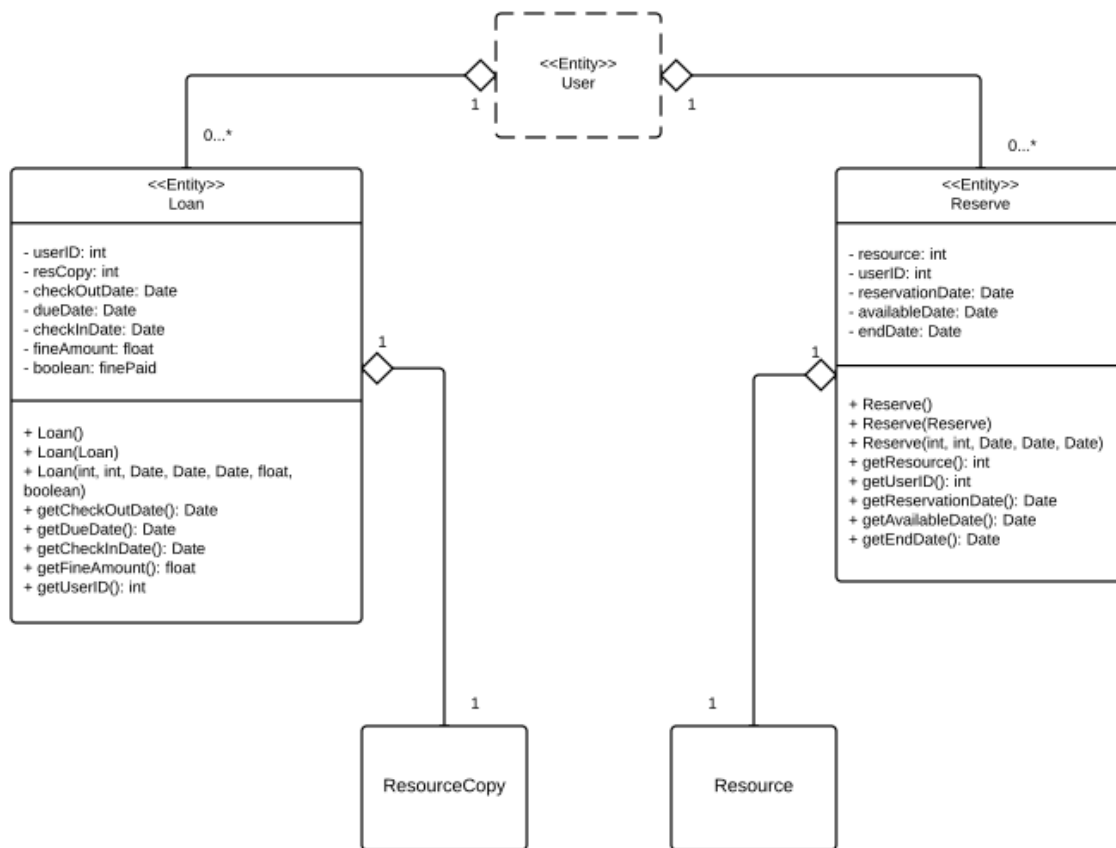 <<Entity>>
User
1
1
0...*
0...*
<<Entity>>
Loan
- userID: int
- resCopy: int
- checkOutDate: Date
- dueDate: Date
- checkInDate: Date
- fineAmount: float
- boolean: finePaid
+ Loan()
+ Loan(Loan)
+ Loan(int, int, Date, Date, Date, float,
boolean)
+ getCheckOutDate(): Date
+ getDueDate(): Date
+ getCheckInDate(): Date
+ getFineAmount(): float
+ getUserID(): int
<<Entity>>
Reserve
- resource: int
- userID: int
- reservationDate: Date
- availableDate: Date
- endDate: Date
+ Reserve()
+ Reserve(Reserve)
+ Reserve(int, int, Date, Date, Date)
+ getResource(): int
+ getUserID(): int
+ getReservationDate(): Date
+ getAvailableDate(): Date
+ getEndDate(): Date
1
1
1
1
ResourceCopy
Resource